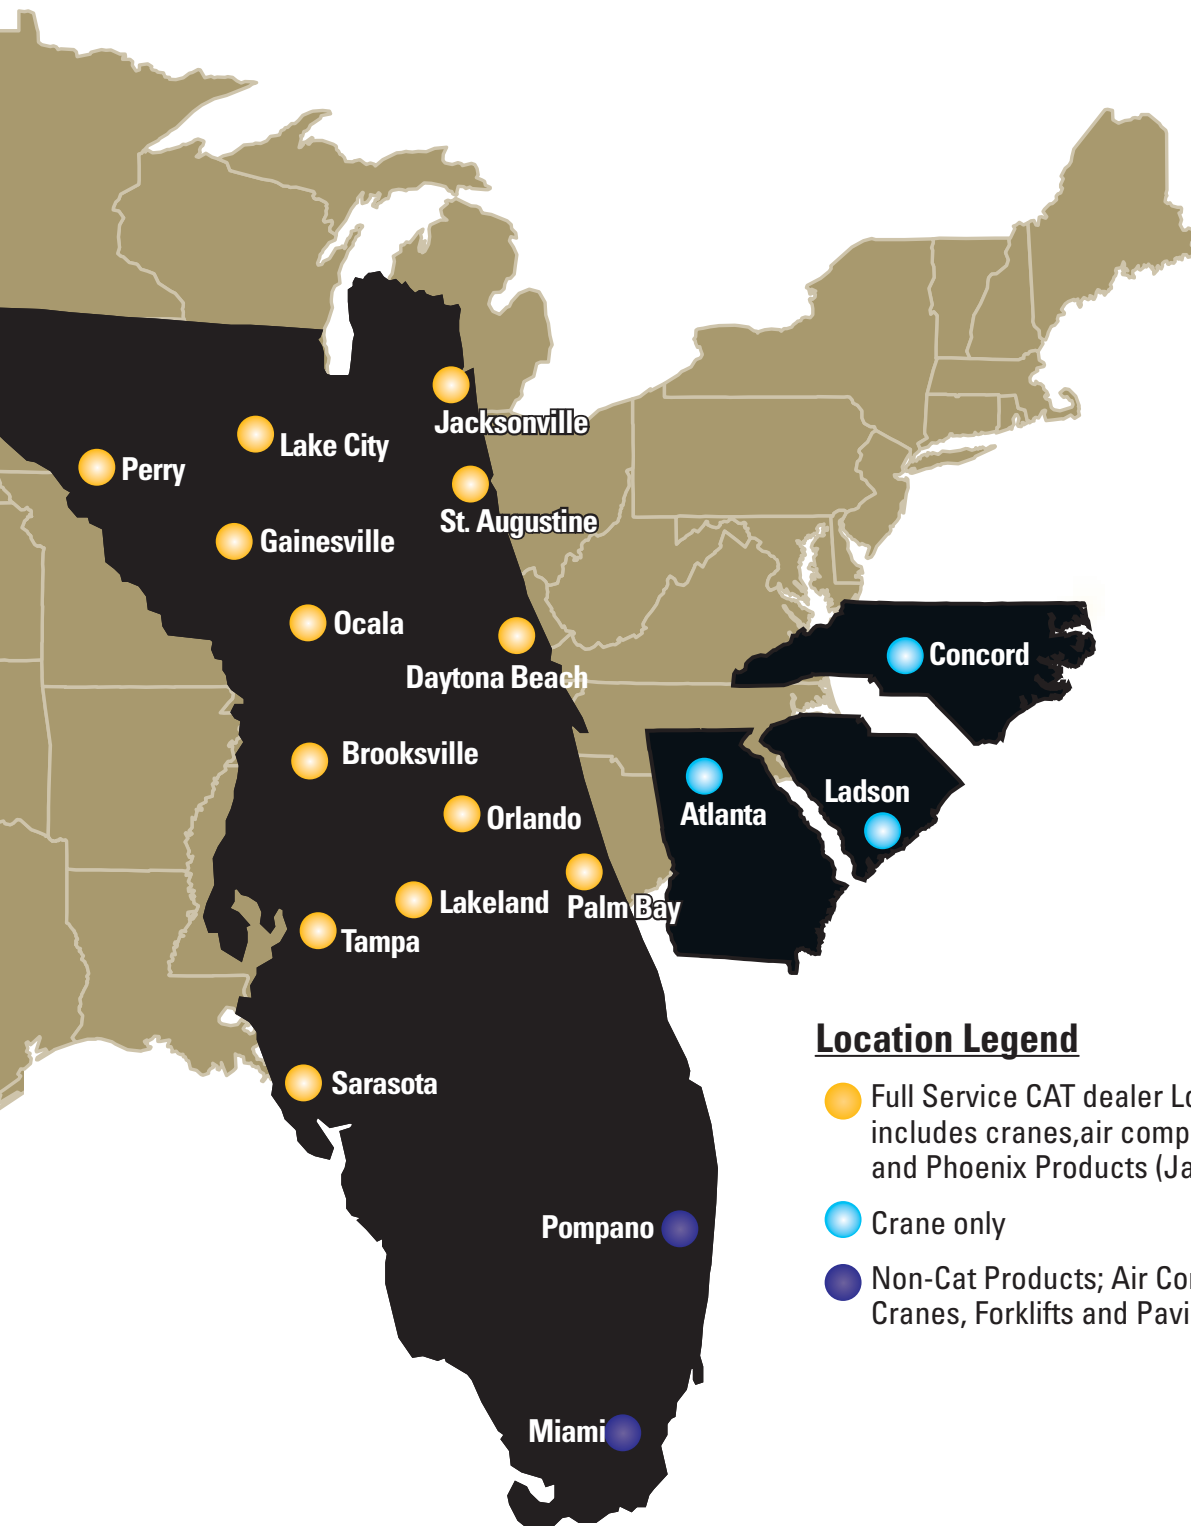 Jacksonville
Lake City
Perry
St. Augustine
Gainesville
Ocala
Daytona Beach
Concord
Brooksville
Orlando
Atlanta
Ladson
Lakeland
Palm Bay
Tampa
Sarasota
Pompano
Miami
Location Legend
Full Service CAT dealer
includes cranes,air
and Phoenix Products
Crane only
Non-Cat Products; Air
Cranes, Forklifts and